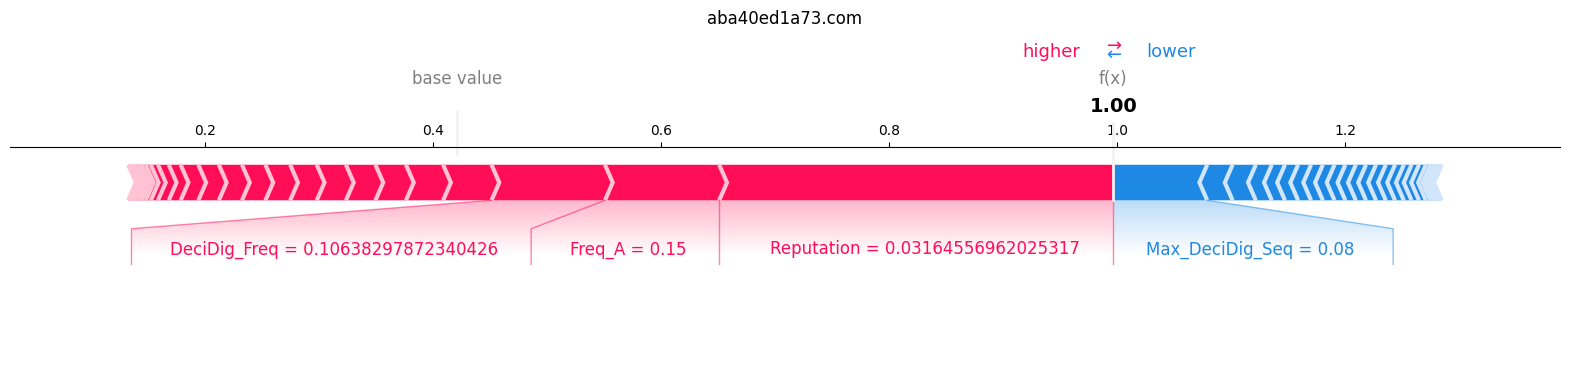 aba40ed1a73.com
higher → ← lower
base value f(x)
1.00
0.2 0.4 0.6 0.8 1.0 1.2
DeciDig_Freq = 0.10638297872340426 Freq_A = 0.15 Reputation = 0.03164556962025317 Max_DeciDig_Seq = 0.08